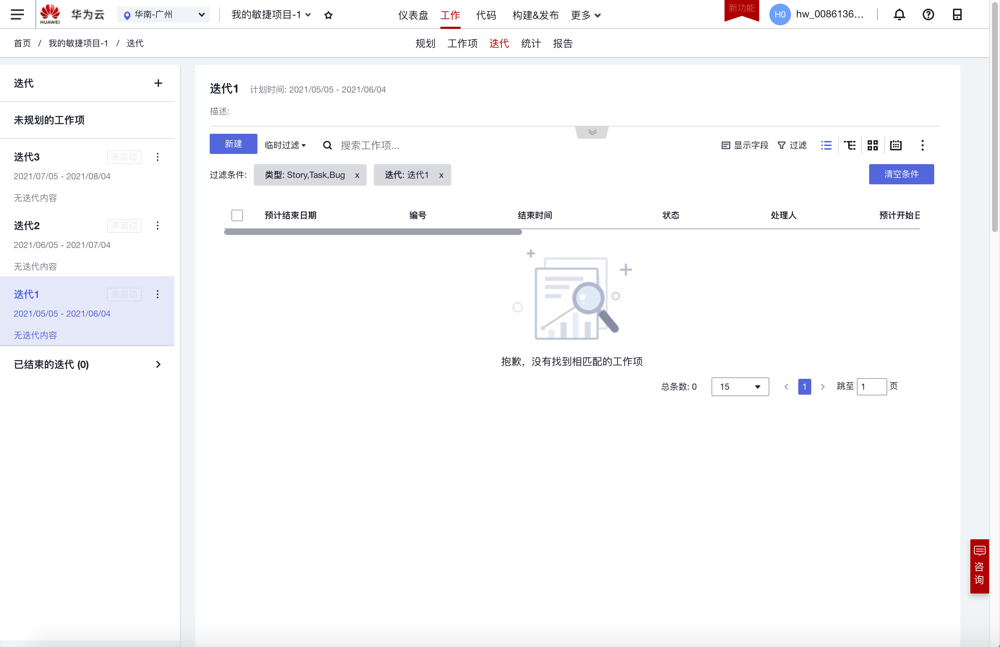 HUAWEI 华为云 华南-广州 我的敏捷项目-1 仪表盘 工作 代码 构建&发布 更多 新功能 H0 hw_0086136...
首页 / 我的敏捷项目-1 / 迭代 规划 工作项 迭代 统计 报告
迭代
未规划的工作项
迭代3 未启动
2021/07/05 - 2021/08/04
无迭代内容
迭代2 未启动
2021/06/05 - 2021/07/04
无迭代内容
迭代1 未启动
2021/05/05 - 2021/06/04
无迭代内容
已结束的迭代 (0)
迭代1 计划时间: 2021/05/05 - 2021/06/04
描述:
新建 临时过滤 搜索工作项... 显示字段 过滤
过滤条件: 类型: Story,Task,Bug x 迭代: 迭代1 x 清空条件
预计结束日期 编号 结束时间 状态 处理人 预计开始日
抱歉，没有找到相匹配的工作项
总条数: 0 15 1 跳至 1 页
咨
询